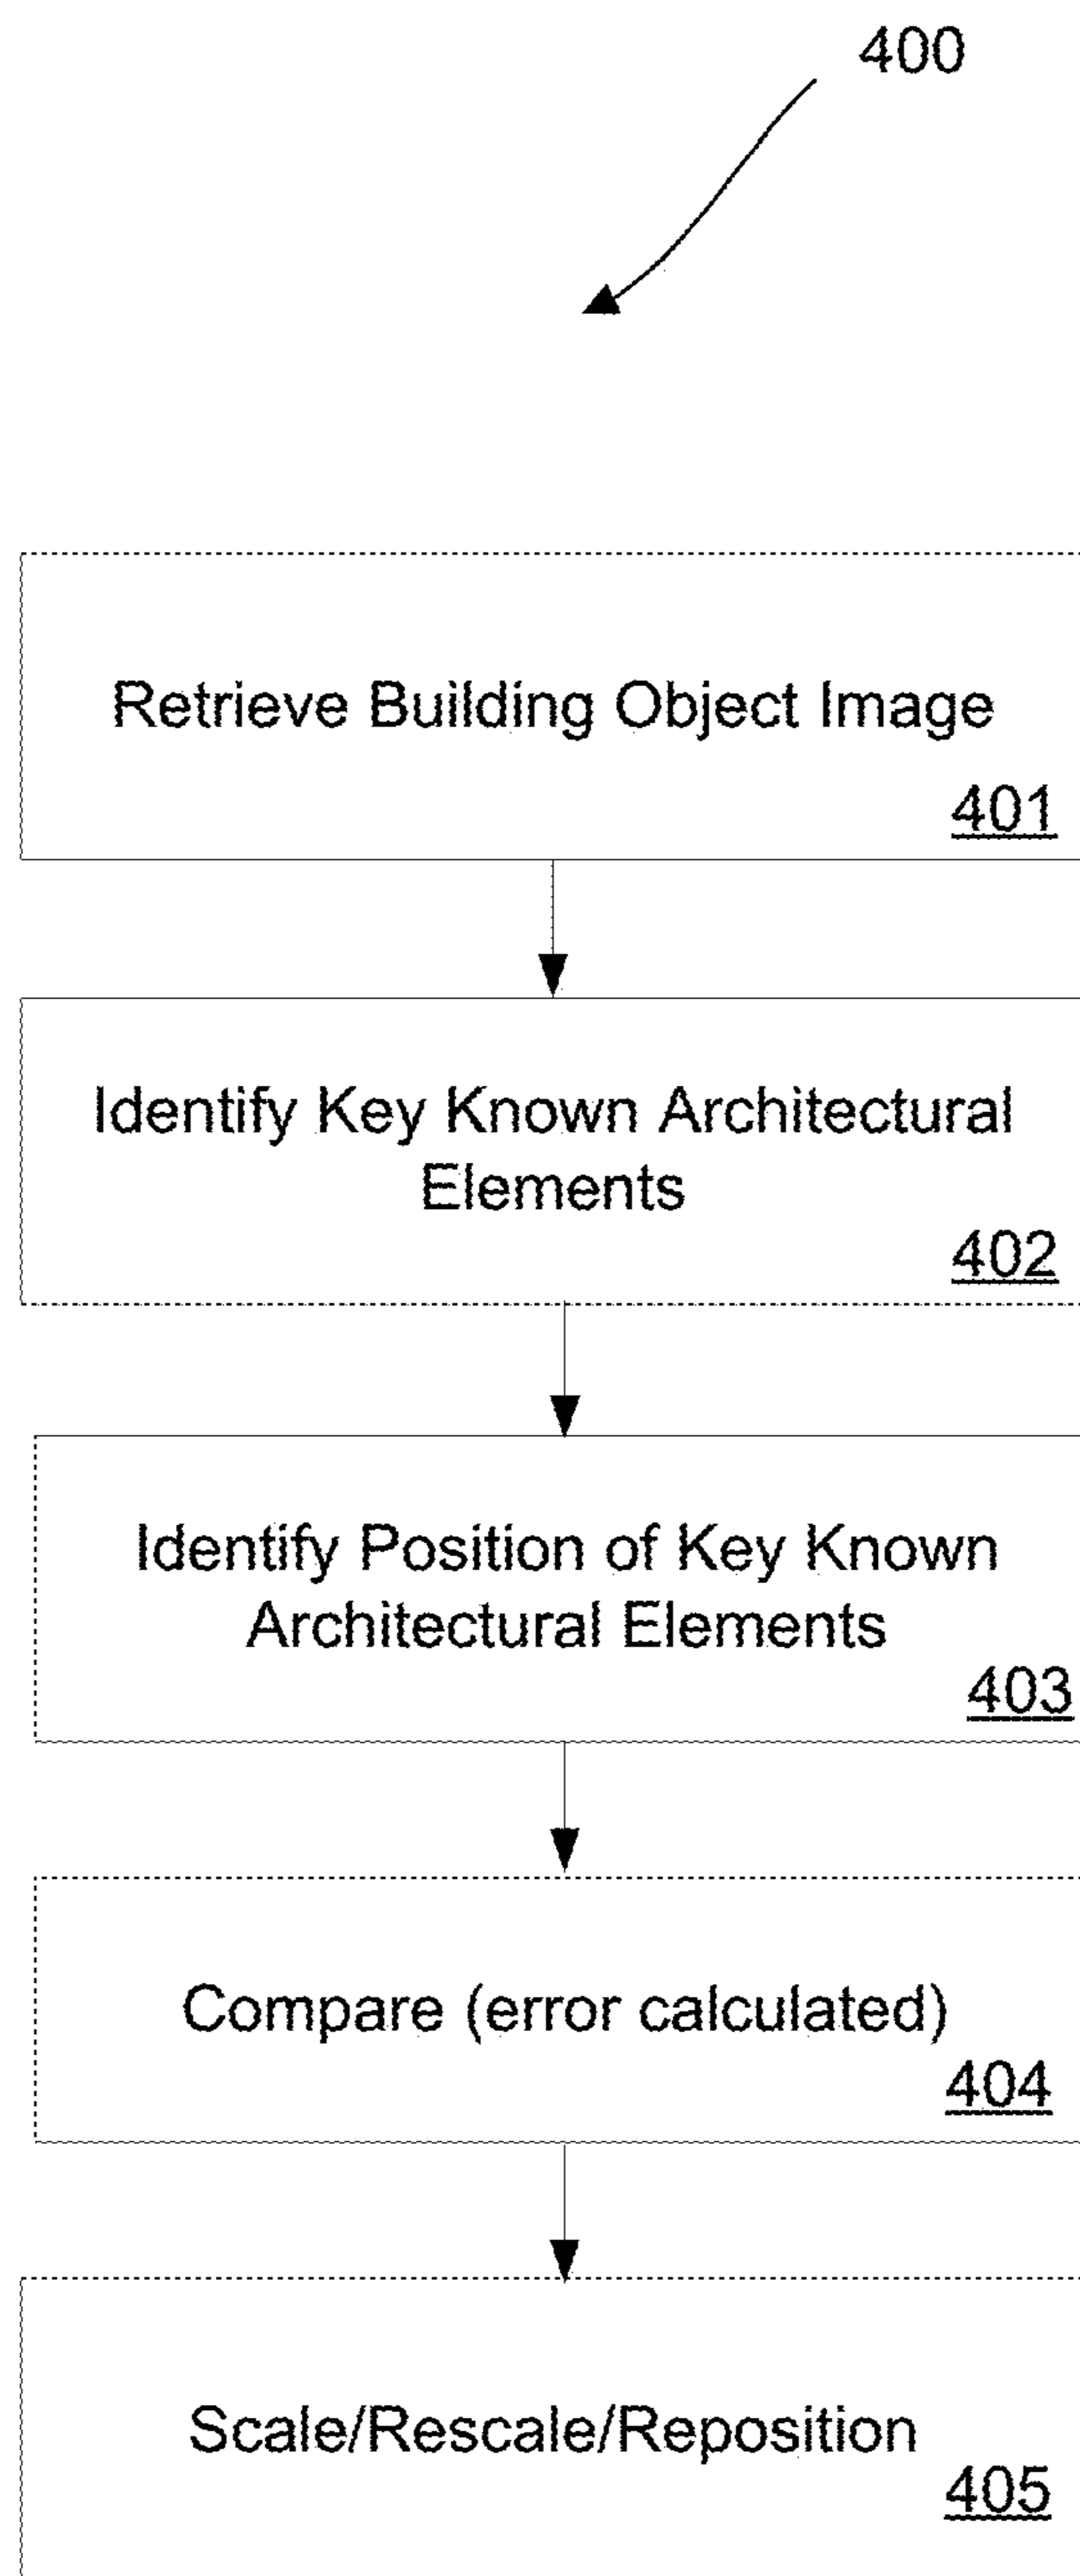 400
Retrieve Building Object Image
401
Identify Key Known Architectural
Elements
402
Identify Position of Key Known
Architectural Elements
403
Compare (error calculated)
404
Scale/Rescale/Reposition
405